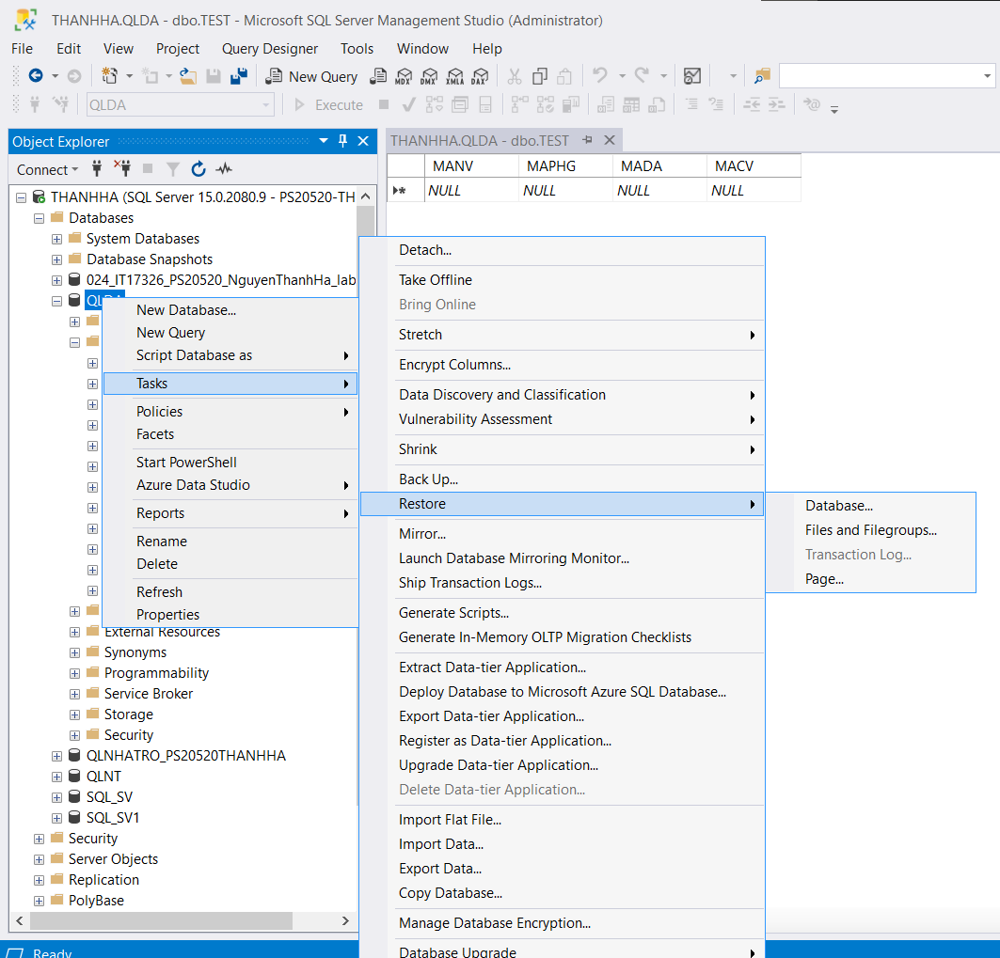 THANHHA.QLDA - dbo.TEST - Microsoft SQL Server Management Studio (Administrator)
File Edit View Project Query Designer Tools Window Help
New Query MDX DMX XMLA DAX
QLDA Execute
Object Explorer
Connect
THANHHA (SQL Server 15.0.2080.9 - PS20520-TH
Databases
System Databases
Database Snapshots
024_IT17326_PS20520_NguyenThanhHa_lab
QLDA
External Resources
Synonyms
Programmability
Service Broker
Storage
Security
QLNHATRO_PS20520THANHHA
QLNT
SQL_SV
SQL_SV1
Security
Server Objects
Replication
PolyBase
Ready
THANHHA.QLDA - dbo.TEST
MANV MAPHG MADA MACV
NULL NULL NULL NULL
New Database...
New Query
Script Database as
Tasks
Policies
Facets
Start PowerShell
Azure Data Studio
Reports
Rename
Delete
Refresh
Properties
Detach...
Take Offline
Bring Online
Stretch
Encrypt Columns...
Data Discovery and Classification
Vulnerability Assessment
Shrink
Back Up...
Restore
Mirror...
Launch Database Mirroring Monitor...
Ship Transaction Logs...
Generate Scripts...
Generate In-Memory OLTP Migration Checklists
Extract Data-tier Application...
Deploy Database to Microsoft Azure SQL Database...
Export Data-tier Application...
Register as Data-tier Application...
Upgrade Data-tier Application...
Delete Data-tier Application...
Import Flat File...
Import Data...
Export Data...
Copy Database...
Manage Database Encryption...
Database Upgrade
Database...
Files and Filegroups...
Transaction Log...
Page...